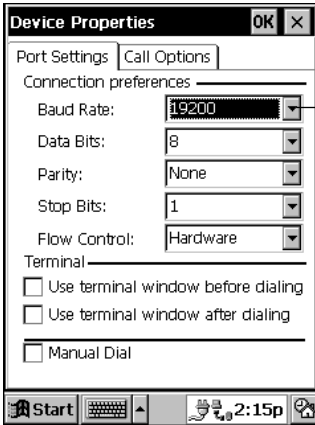 Device Properties OK ×
Port Settings Call Options
Connection preferences
Baud Rate: 19200
Data Bits: 8
Parity: None
Stop Bits: 1
Flow Control: Hardware
Terminal
Use terminal window before dialing
Use terminal window after dialing
Manual Dial
Start 2:15p